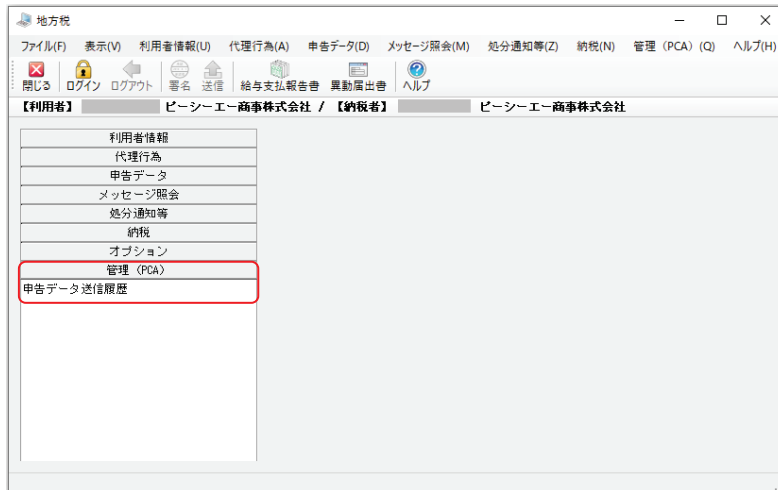 地方税
ファイル(F) 表示(V) 利用者情報(U) 代理行為(A) 申告データ(D) メッセージ照会(M) 処分通知等(Z) 納税(N) 管理（PCA）(Q) ヘルプ(H)
閉じる ログイン ログアウト 署名 送信 給与支払報告書 異動届出書 ヘルプ
【利用者】 ピーシーエー商事株式会社 / 【納税者】 ピーシーエー商事株式会社
利用者情報
代理行為
申告データ
メッセージ照会
処分通知等
納税
オプション
管理（PCA）
申告データ送信履歴